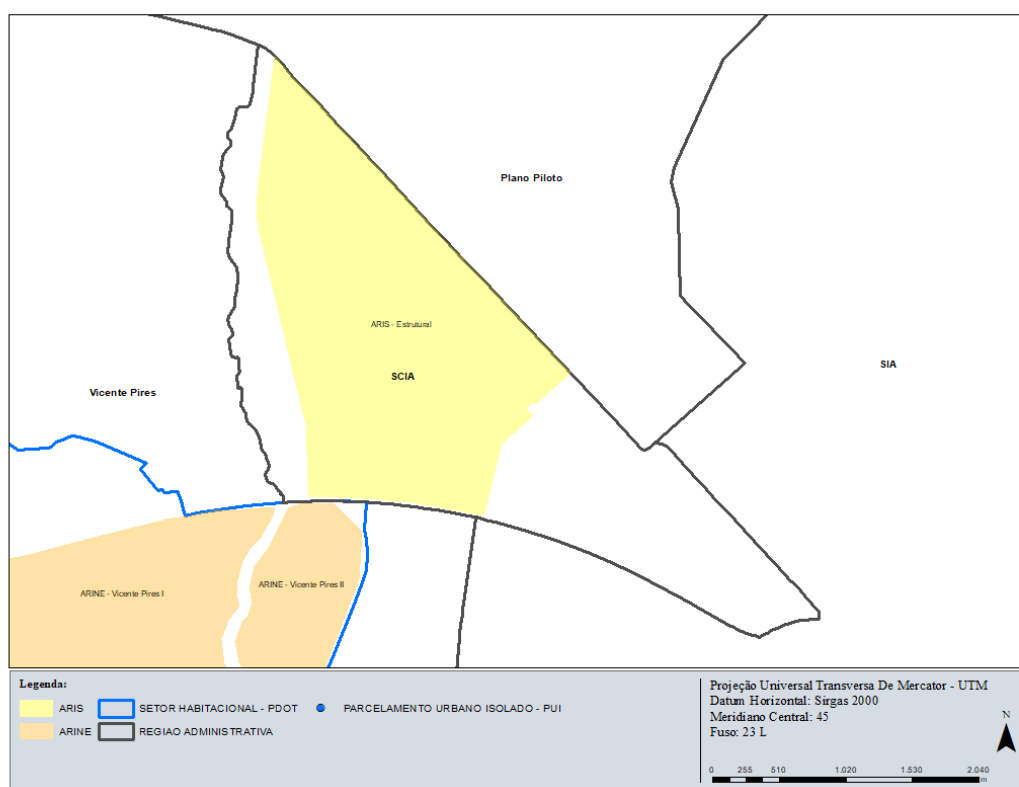 Plano Piloto
ARIS - Estrutural
SCIA
SIA
Vicente Pires
ARINE - Vicente Pires I
ARINE - Vicente Pires II
Legenda:
ARIS
SETOR HABITACIONAL - PDOT
PARCELAMENTO URBANO ISOLADO - PUI
ARINE
REGIAO ADMINISTRATIVA
Projeção Universal Transversa De Mercator - UTM
Datum Horizontal: Sirgas 2000
Meridiano Central: 45
Fuso: 23 L
N
0 255 510 1.020 1.530 2.040
m